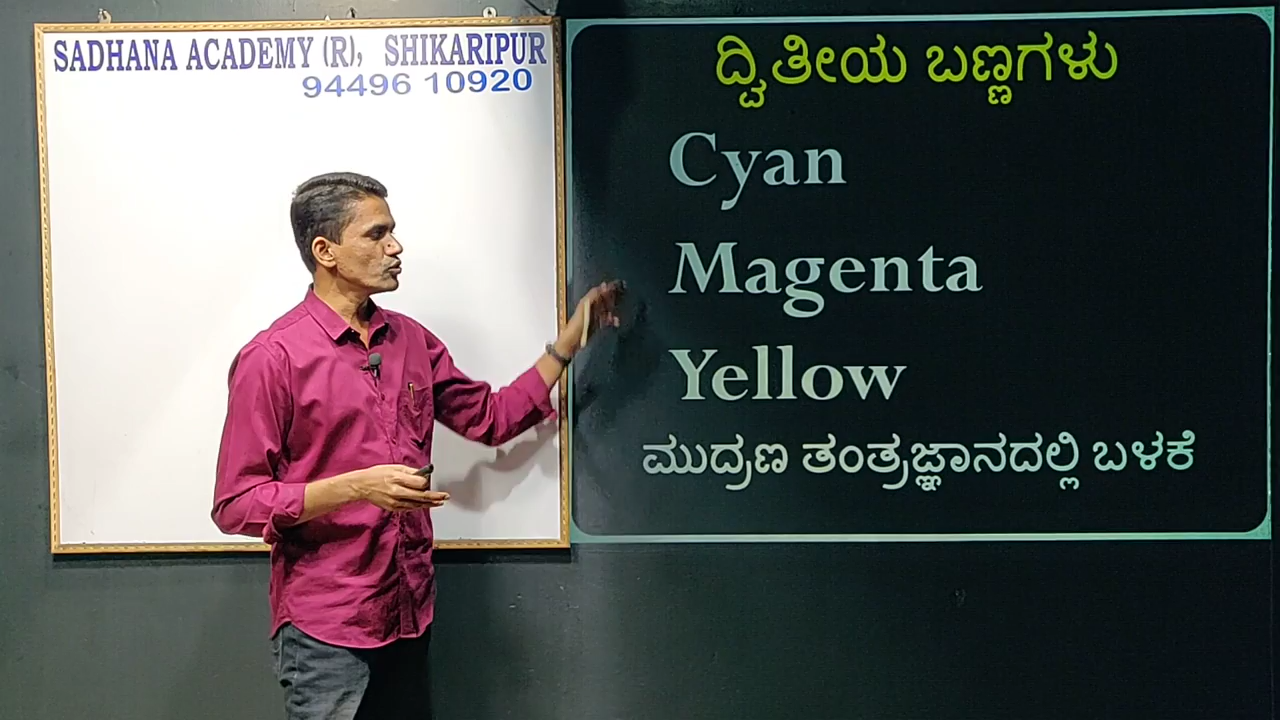 SADHANA ACADEMY (R), SHIKARIPUR
94496 10920
ದ್ವಿತೀಯ ಬಣ್ಣಗಳು
Cyan
Magenta
Yellow
ಮುದ್ರಣ ತಂತ್ರಜ್ಞಾನದಲ್ಲಿ ಬಳಕೆ